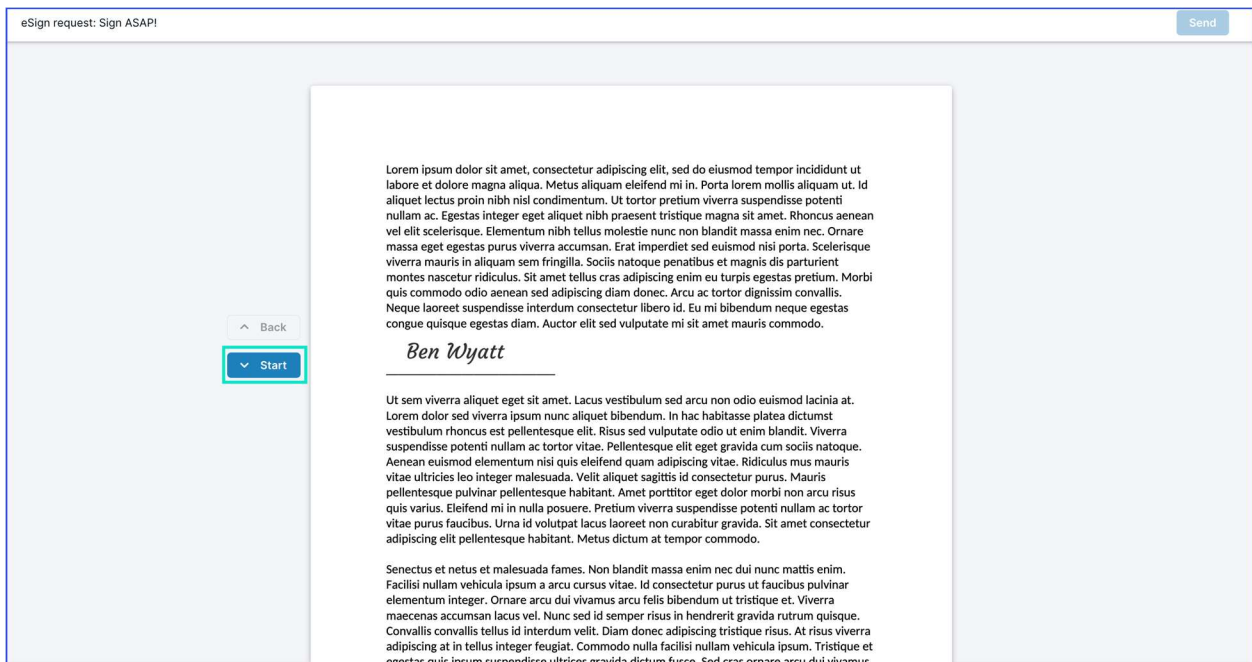 eSign request: Sign ASAP!
Send
Lorem ipsum dolor sit amet, consectetur adipiscing elit, sed do eiusmod tempor incididunt ut
labore et dolore magna aliqua. Metus aliquam eleifend mi in. Porta lorem mollis aliquam ut. Id
aliquet lectus proin nibh nisl condimentum. Ut tortor pretium viverra suspendisse potenti
nullam ac. Egestas integer eget aliquet nibh praesent tristique magna sit amet. Rhoncus aenean
vel elit scelerisque. Elementum nibh tellus molestie nunc non blandit massa enim nec. Ornare
massa eget egestas purus viverra accumsan. Erat imperdiet sed euismod nisi porta. Scelerisque
viverra mauris in aliquam sem fringilla. Sociis natoque penatibus et magnis dis parturient
montes nascetur ridiculus. Sit amet tellus cras adipiscing enim eu turpis egestas pretium. Morbi
quis commodo odio aenean sed adipiscing diam donec. Arcu ac tortor dignissim convallis.
Neque laoreet suspendisse interdum consectetur libero id. Eu mi bibendum neque egestas
congue quisque egestas diam. Auctor elit sed vulputate mi sit amet mauris commodo.
Back
Start
Ben Wyatt
Ut sem viverra aliquet eget sit amet. Lacus vestibulum sed arcu non odio euismod lacinia at.
Lorem dolor sed viverra ipsum nunc aliquet bibendum. In hac habitasse platea dictumst
vestibulum rhoncus est pellentesque elit. Risus sed vulputate odio ut enim blandit. Viverra
suspendisse potenti nullam ac tortor vitae. Pellentesque elit eget gravida cum sociis natoque.
Aenean euismod elementum nisi quis eleifend quam adipiscing vitae. Ridiculus mus mauris
vitae ultricies leo integer malesuada. Velit aliquet sagittis id consectetur purus. Mauris
pellentesque pulvinar pellentesque habitant. Amet porttitor eget dolor morbi non arcu risus
quis varius. Eleifend mi in nulla posuere. Pretium viverra suspendisse potenti nullam ac tortor
vitae purus faucibus. Urna id volutpat lacus laoreet non curabitur gravida. Sit amet consectetur
adipiscing elit pellentesque habitant. Metus dictum at tempor commodo.
Senectus et netus et malesuada fames. Non blandit massa enim nec dui nunc mattis enim.
Facilisi nullam vehicula ipsum a arcu cursus vitae. Id consectetur purus ut faucibus pulvinar
elementum integer. Ornare arcu dui vivamus arcu felis bibendum ut tristique et. Viverra
maecenas accumsan lacus vel. Nunc sed id semper risus in hendrerit gravida rutrum quisque.
Convallis convallis tellus id interdum velit. Diam donec adipiscing tristique risus. At risus viverra
adipiscing at in tellus integer feugiat. Commodo nulla facilisi nullam vehicula ipsum. Tristique et
egestas quis ipsum suspendisse ultrices gravida dictum fusce. Sed cras ornare arcu dui vivamus